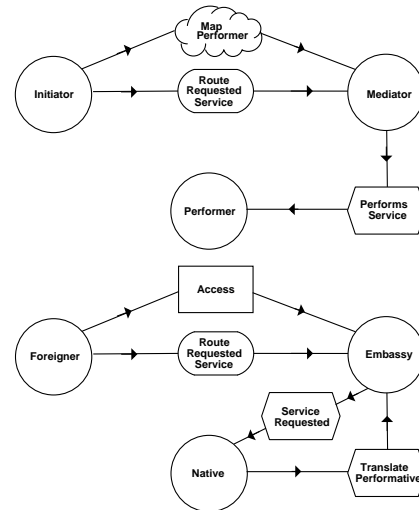 Map
Performer
Initiator
Route
Requested
Service
Mediator
Performer
Performs
Service
Access
Foreigner
Route
Requested
Service
Embassy
Service
Requested
Native
Translate
Performative